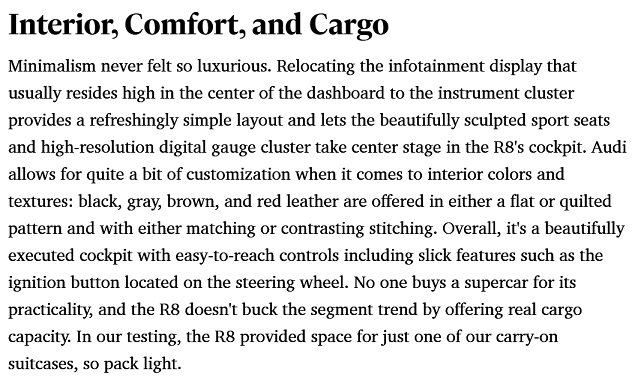 Interior, Comfort, and Cargo
Minimalism never felt so luxurious. Relocating the infotainment display that
usually resides high in the center of the dashboard to the instrument cluster
provides a refreshingly simple layout and lets the beautifully sculpted sport seats
and high-resolution digital gauge cluster take center stage in the R8's cockpit. Audi
allows for quite a bit of customization when it comes to interior colors and
textures: black, gray, brown, and red leather are offered in either a flat or quilted
pattern and with either matching or contrasting stitching. Overall, it's a beautifully
executed cockpit with easy-to-reach controls including slick features such as the
ignition button located on the steering wheel. No one buys a supercar for its
practicality, and the R8 doesn't buck the segment trend by offering real cargo
capacity. In our testing, the R8 provided space for just one of our carry-on
suitcases, so pack light.